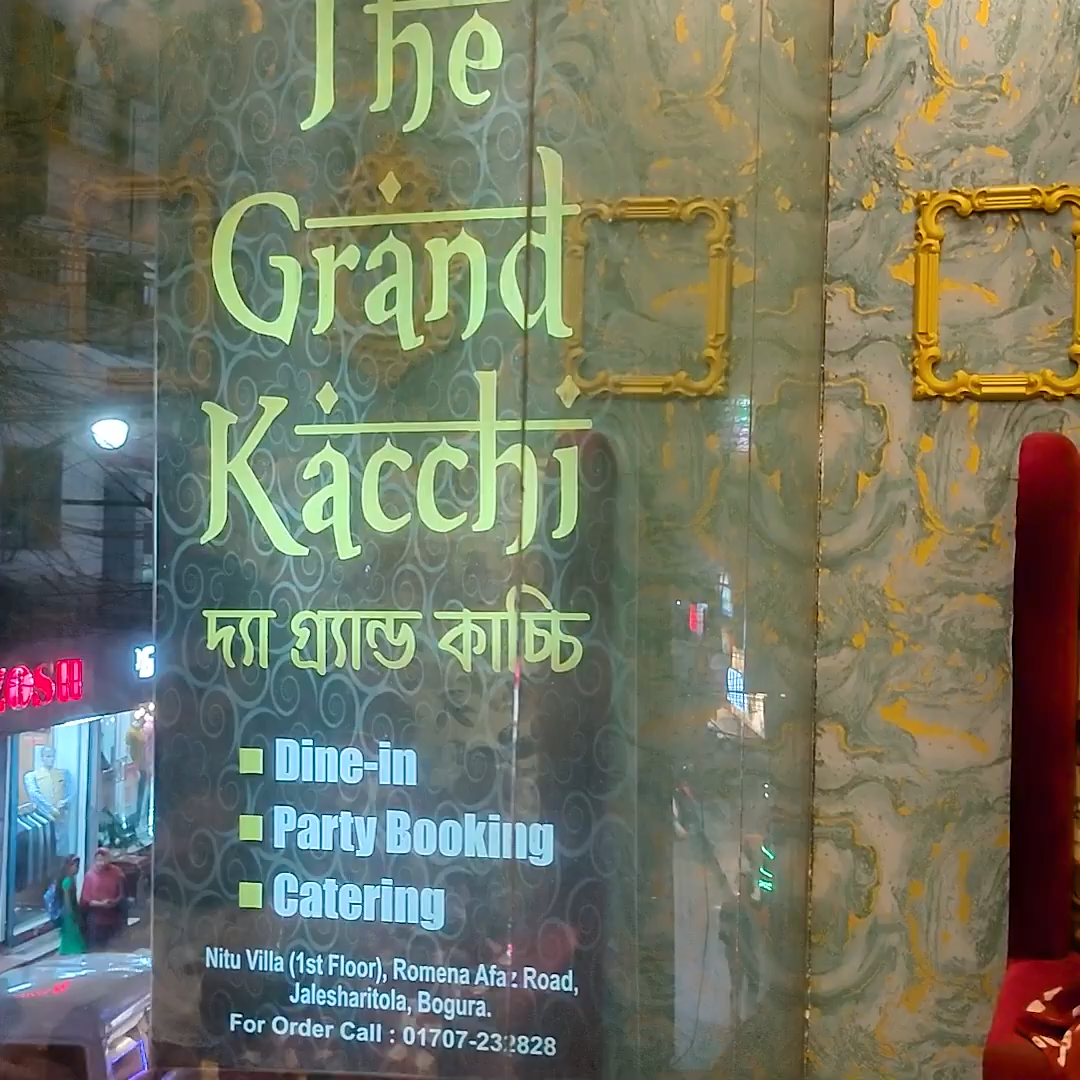 The
Grand
Kacchi
দ্যা গ্র্যান্ড কাচ্চি
Dine-in
Party Booking
Catering
Nitu Villa (1st Floor), Romena Afaz Road,
Jalesharitola, Bogura.
For Order Call : 01707-232828